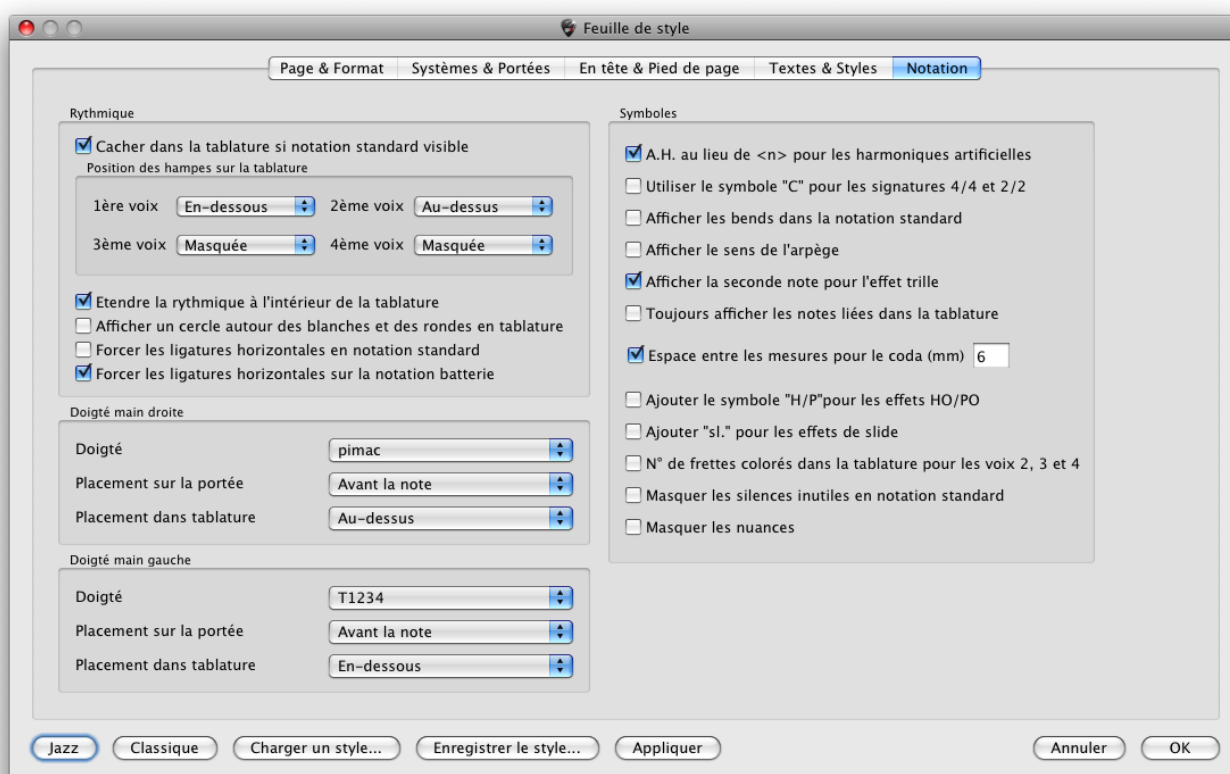 Feuille de style
Page & Format Systèmes & Portées En tête & Pied de page Textes & Styles Notation
Rythmique
Cacher dans la tablature si notation standard visible
Position des hampes sur la tablature
1ère voix En-dessous 2ème voix Au-dessus
3ème voix Masquée 4ème voix Masquée
Etendre la rythmique à l'intérieur de la tablature
Afficher un cercle autour des blanches et des rondes en tablature
Forcer les ligatures horizontales en notation standard
Forcer les ligatures horizontales sur la notation batterie
Doigté main droite
Doigté pimac
Placement sur la portée Avant la note
Placement dans tablature Au-dessus
Doigté main gauche
Doigté T1234
Placement sur la portée Avant la note
Placement dans tablature En-dessous
Symboles
A.H. au lieu de <n> pour les harmoniques artificielles
Utiliser le symbole "C" pour les signatures 4/4 et 2/2
Afficher les bends dans la notation standard
Afficher le sens de l'arpège
Afficher la seconde note pour l'effet trille
Toujours afficher les notes liées dans la tablature
Espace entre les mesures pour le coda (mm) 6
Ajouter le symbole "H/P"pour les effets HO/PO
Ajouter "sl." pour les effets de slide
N° de frettes colorés dans la tablature pour les voix 2, 3 et 4
Masquer les silences inutiles en notation standard
Masquer les nuances
Jazz Classique Charger un style... Enregistrer le style... Appliquer Annuler OK